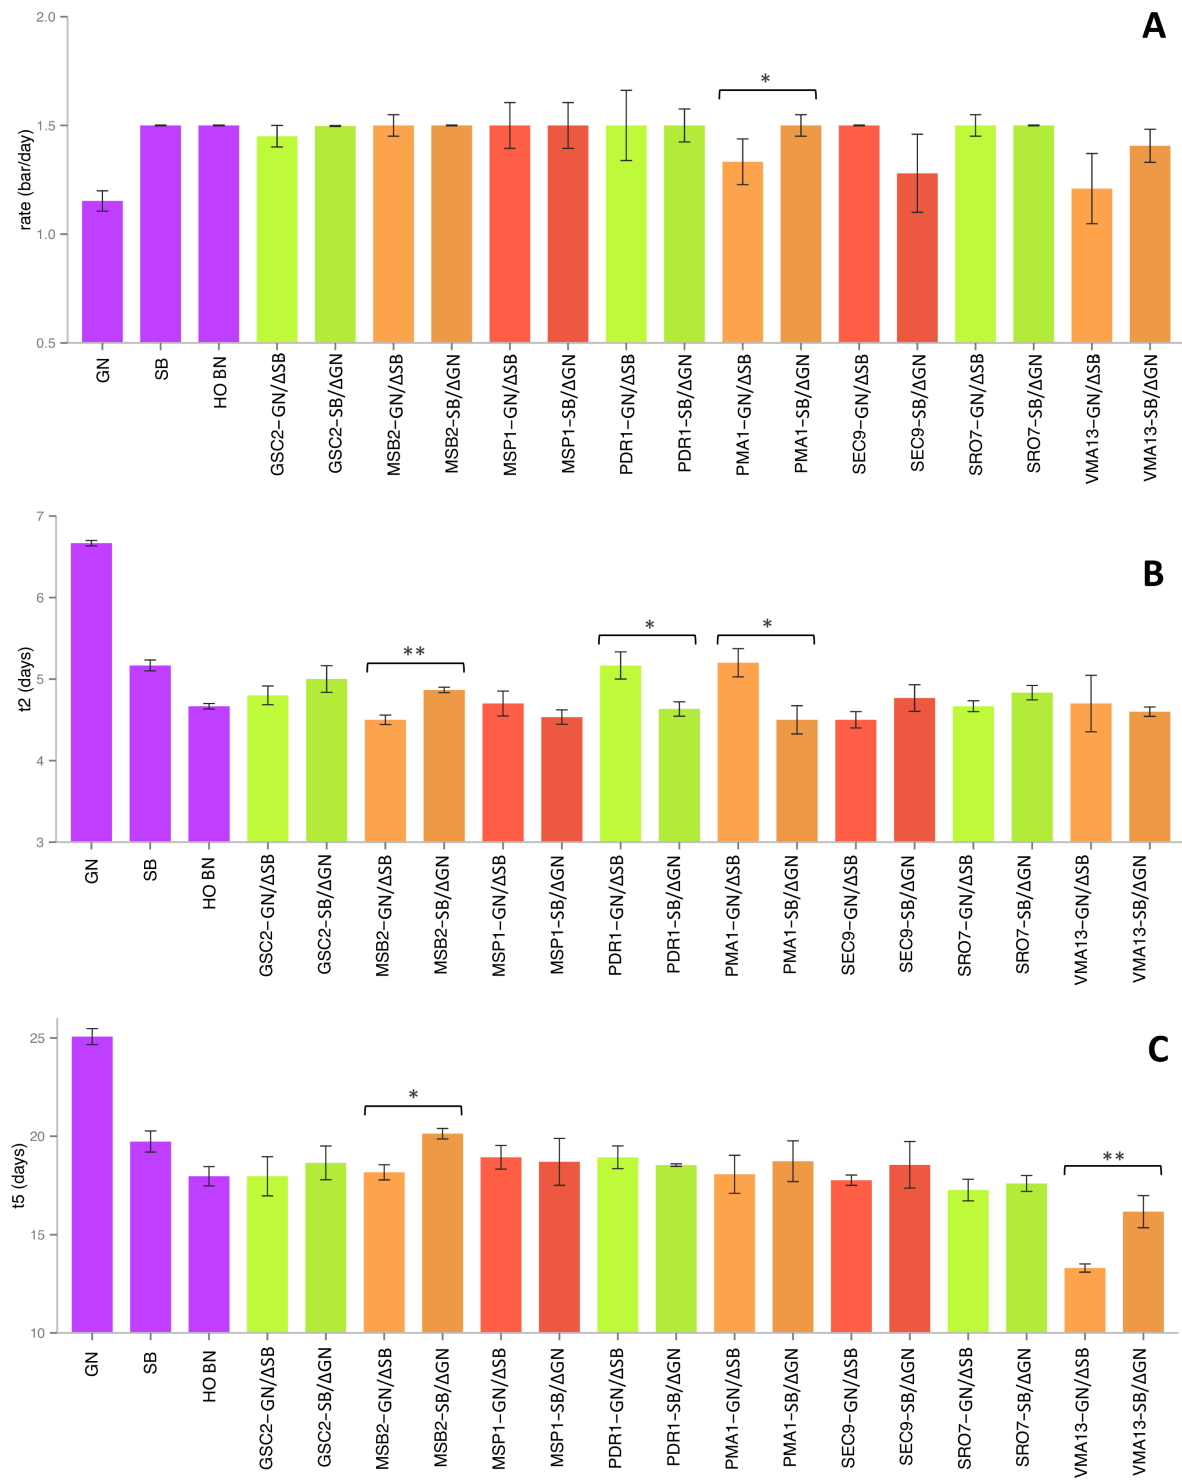 A
2.0
1.5
1.0
0.5
rate (bar/day)
*
GN
SB
HO BN
GSC2−GN/ΔSB
GSC2−SB/ΔGN
MSB2−GN/ΔSB
MSB2−SB/ΔGN
MSP1−GN/ΔSB
MSP1−SB/ΔGN
PDR1−GN/ΔSB
PDR1−SB/ΔGN
PMA1−GN/ΔSB
PMA1−SB/ΔGN
SEC9−GN/ΔSB
SEC9−SB/ΔGN
SRO7−GN/ΔSB
SRO7−SB/ΔGN
VMA13−GN/ΔSB
VMA13−SB/ΔGN
B
7
6
5
4
3
t2 (days)
**
*
*
GN
SB
HO BN
GSC2−GN/ΔSB
GSC2−SB/ΔGN
MSB2−GN/ΔSB
MSB2−SB/ΔGN
MSP1−GN/ΔSB
MSP1−SB/ΔGN
PDR1−GN/ΔSB
PDR1−SB/ΔGN
PMA1−GN/ΔSB
PMA1−SB/ΔGN
SEC9−GN/ΔSB
SEC9−SB/ΔGN
SRO7−GN/ΔSB
SRO7−SB/ΔGN
VMA13−GN/ΔSB
VMA13−SB/ΔGN
C
25
20
15
10
t5 (days)
*
**
GN
SB
HO BN
GSC2−GN/ΔSB
GSC2−SB/ΔGN
MSB2−GN/ΔSB
MSB2−SB/ΔGN
MSP1−GN/ΔSB
MSP1−SB/ΔGN
PDR1−GN/ΔSB
PDR1−SB/ΔGN
PMA1−GN/ΔSB
PMA1−SB/ΔGN
SEC9−GN/ΔSB
SEC9−SB/ΔGN
SRO7−GN/ΔSB
SRO7−SB/ΔGN
VMA13−GN/ΔSB
VMA13−SB/ΔGN